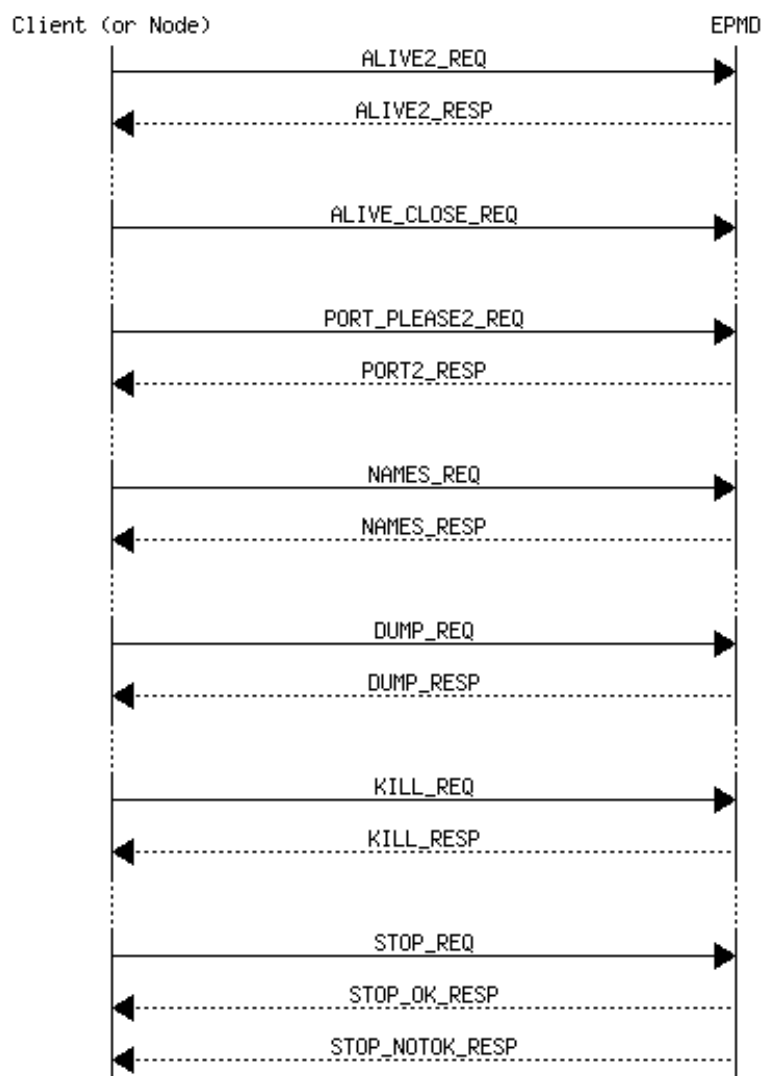 Client (or Node) EPMD
ALIVE2_REQ
ALIVE2_RESP
ALIVE_CLOSE_REQ
PORT_PLEASE2_REQ
PORT2_RESP
NAMES_REQ
NAMES_RESP
DUMP_REQ
DUMP_RESP
KILL_REQ
KILL_RESP
STOP_REQ
STOP_OK_RESP
STOP_NOTOK_RESP